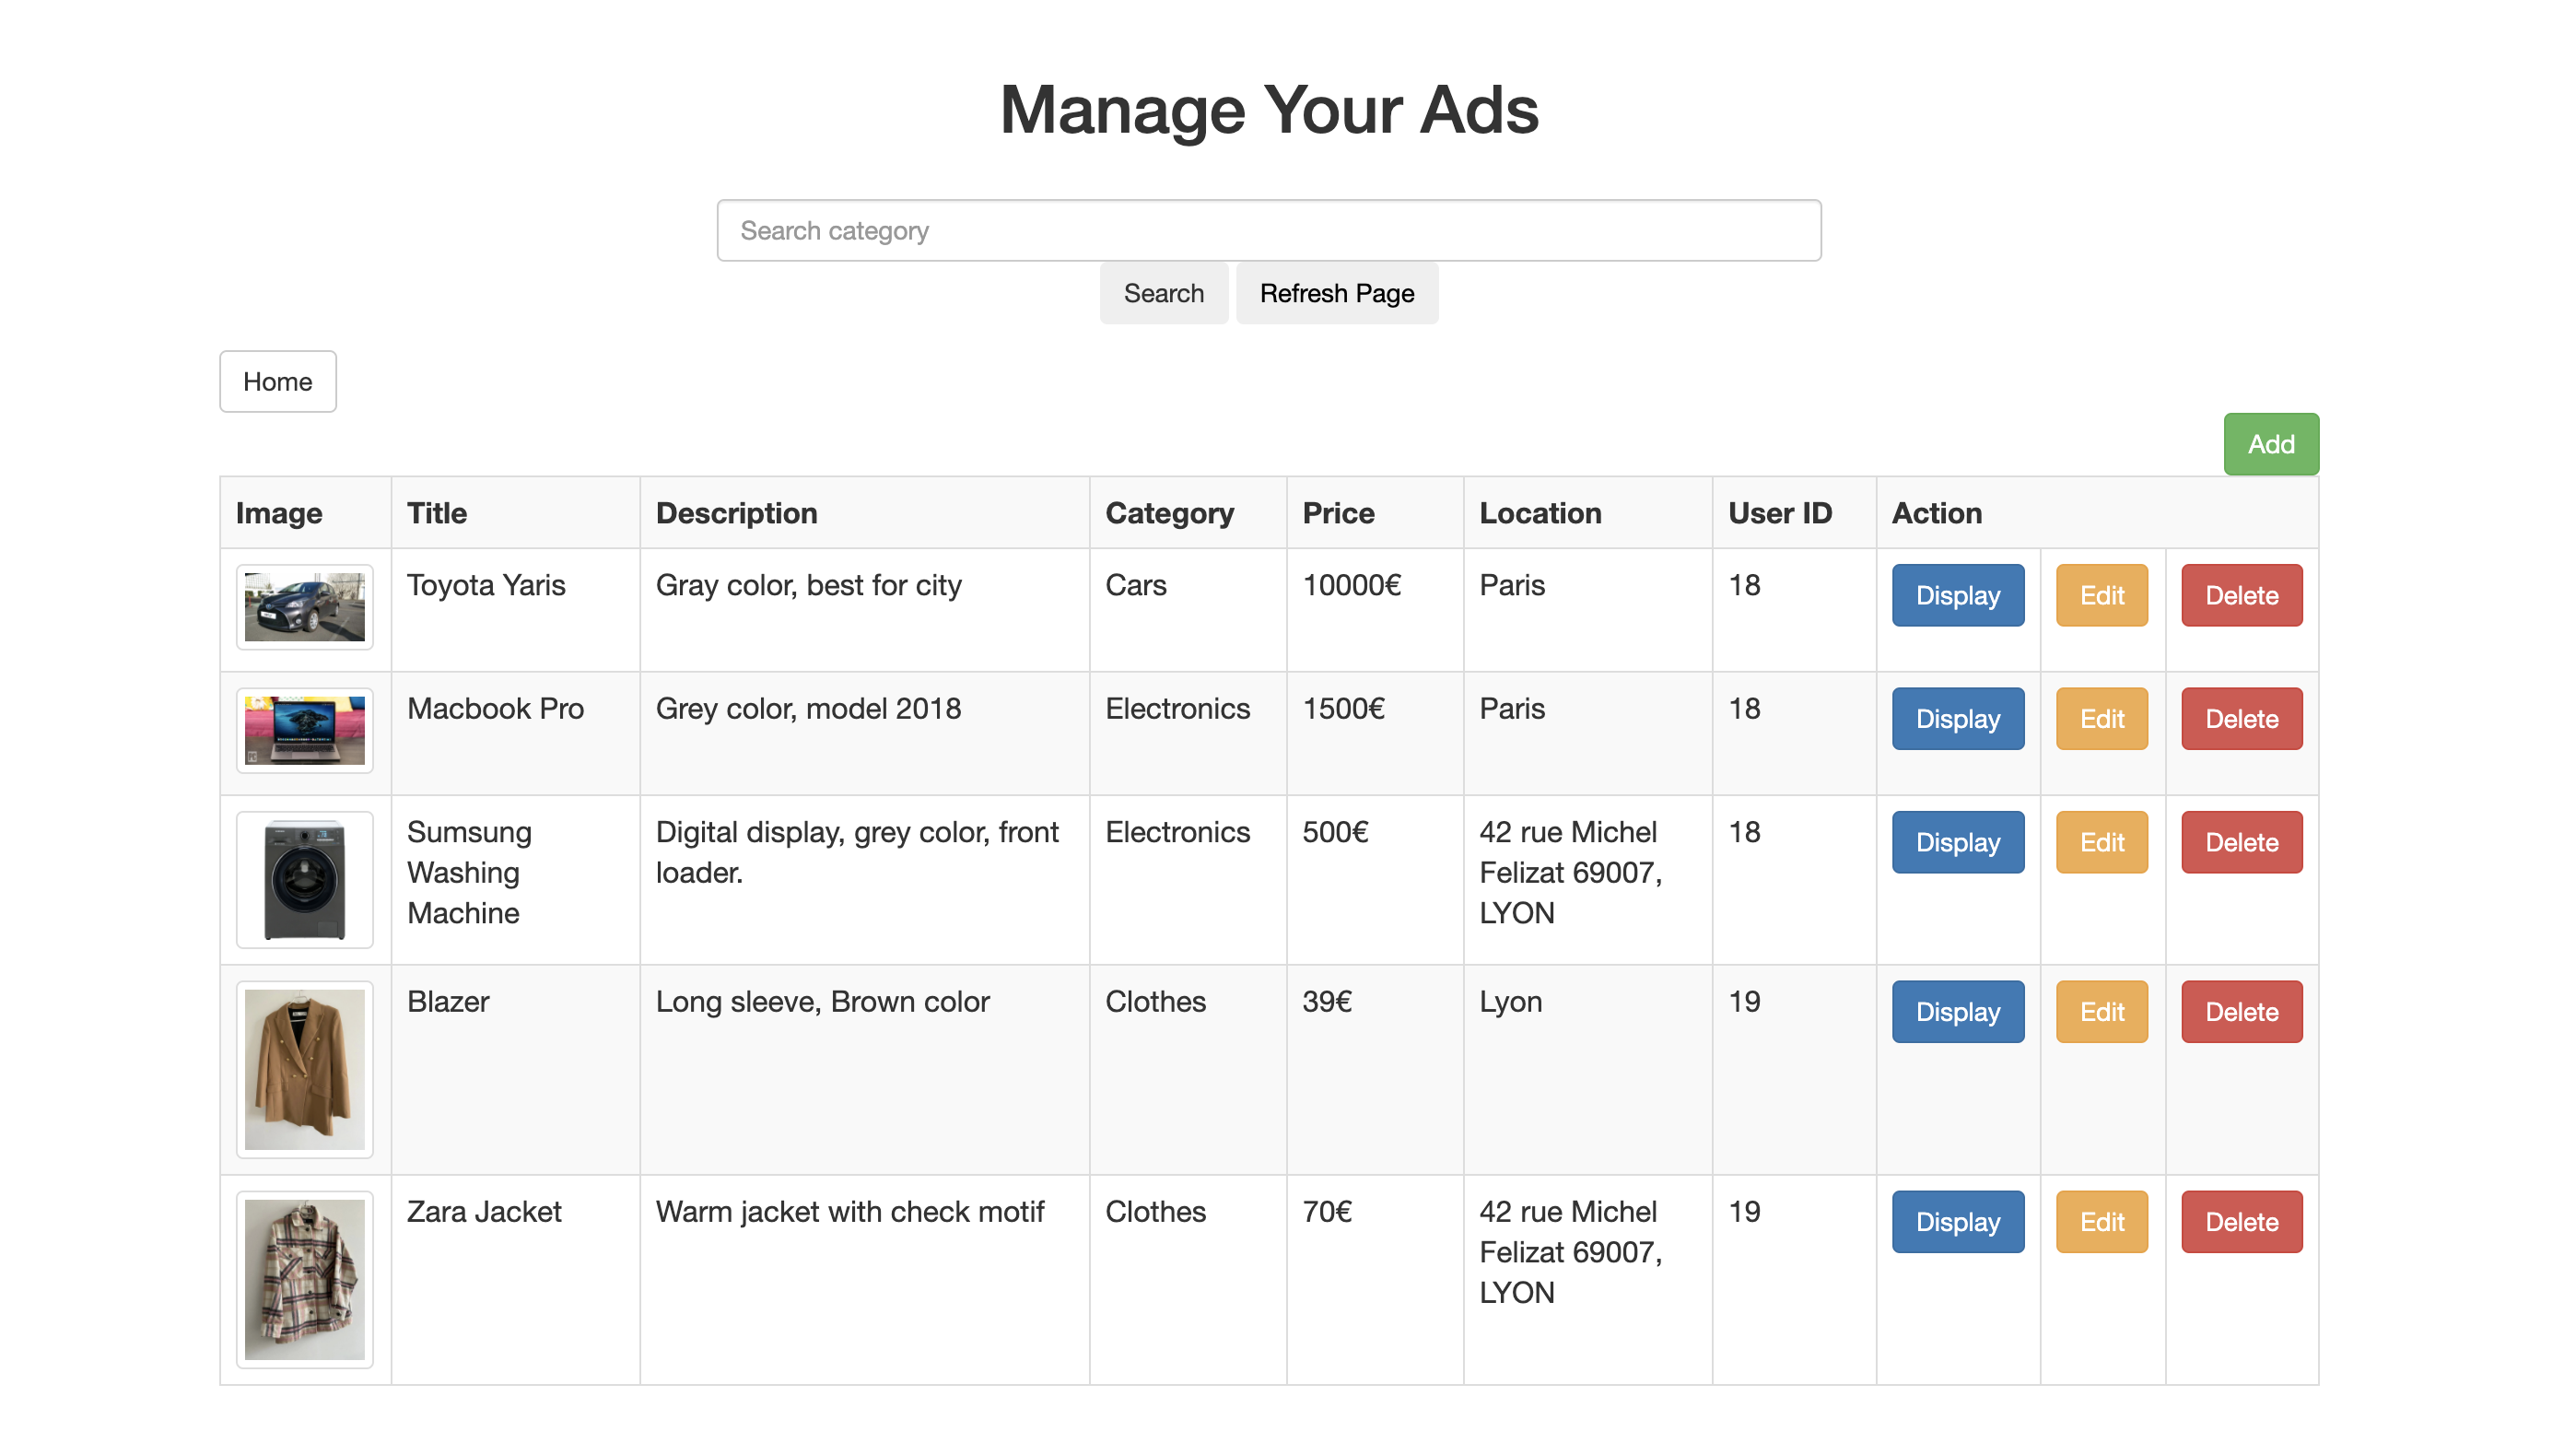 Manage Your Ads
Search category
Search Refresh Page
Home
Add
Image Title Description Category Price Location User ID Action
Toyota Yaris Gray color, best for city Cars 10000€ Paris 18 Display Edit Delete
Macbook Pro Grey color, model 2018 Electronics 1500€ Paris 18 Display Edit Delete
Sumsung Digital display, grey color, front Electronics 500€ 42 rue Michel 18 Display Edit Delete
Washing loader. Felizat 69007,
Machine LYON
Blazer Long sleeve, Brown color Clothes 39€ Lyon 19 Display Edit Delete
Zara Jacket Warm jacket with check motif Clothes 70€ 42 rue Michel 19 Display Edit Delete
Felizat 69007,
LYON